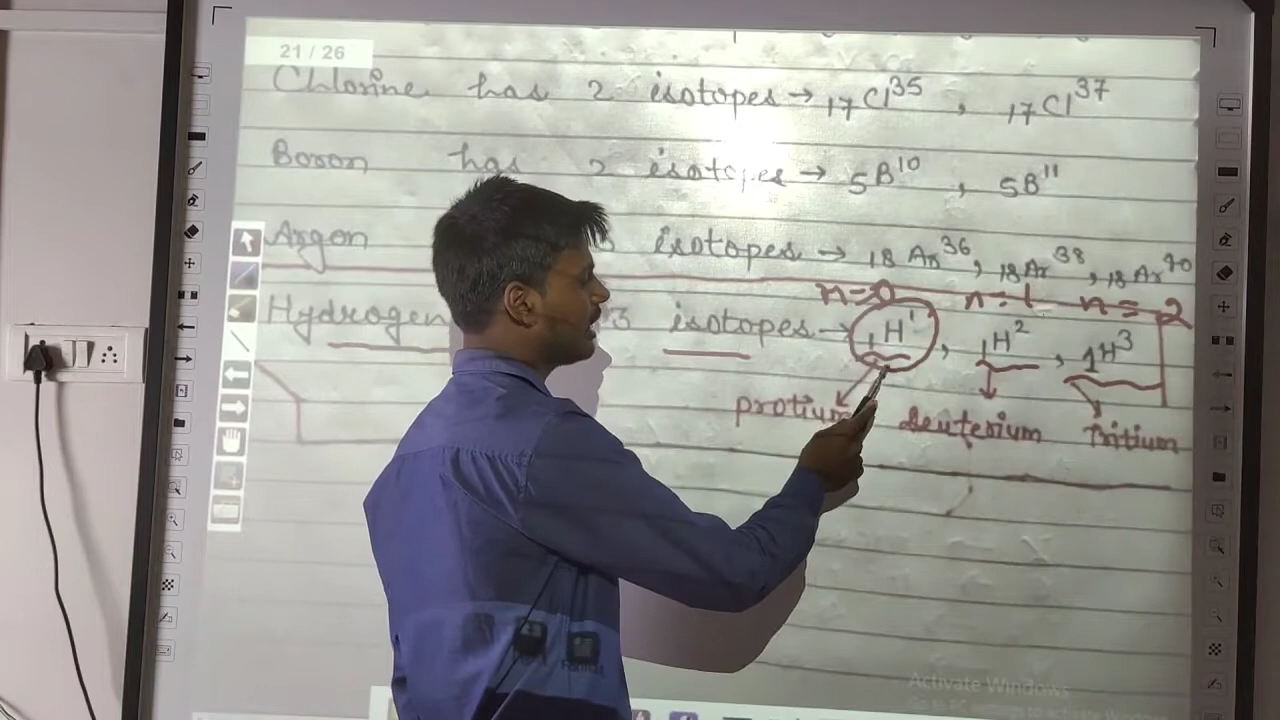 21 / 26
Chlorine has 2 isotopes → ₁₇Cl³⁵ , ₁₇Cl³⁷
Boron has 2 isotopes → ₅B¹⁰ , ₅B¹¹
Argon 3 isotopes → ₁₈Ar³⁶ , ₁₈Ar³⁸ , ₁₈Ar⁴⁰
n=0 n=1 n=2
Hydrogen 3 isotopes → ₁H¹ , ₁H² , ₁H³
protium deuterium Tritium
Activate Windows